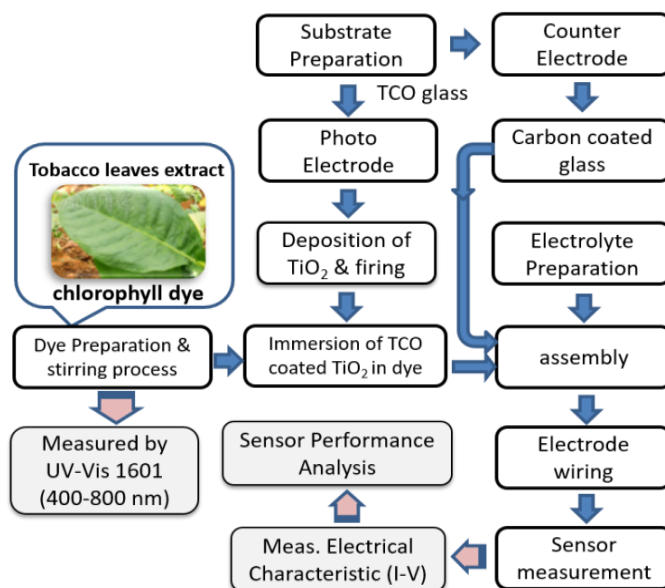 Substrate
Preparation
Counter
Electrode
TCO glass
Photo
Electrode
Carbon coated
glass
Tobacco leaves extract
chlorophyll dye
Deposition of
TiO₂ & firing
Electrolyte
Preparation
Dye Preparation &
stirring process
Immersion of TCO
coated TiO₂ in dye
assembly
Measured by
UV-Vis 1601
(400-800 nm)
Sensor Performance
Analysis
Electrode
wiring
Meas. Electrical
Characteristic (I-V)
Sensor
measurement